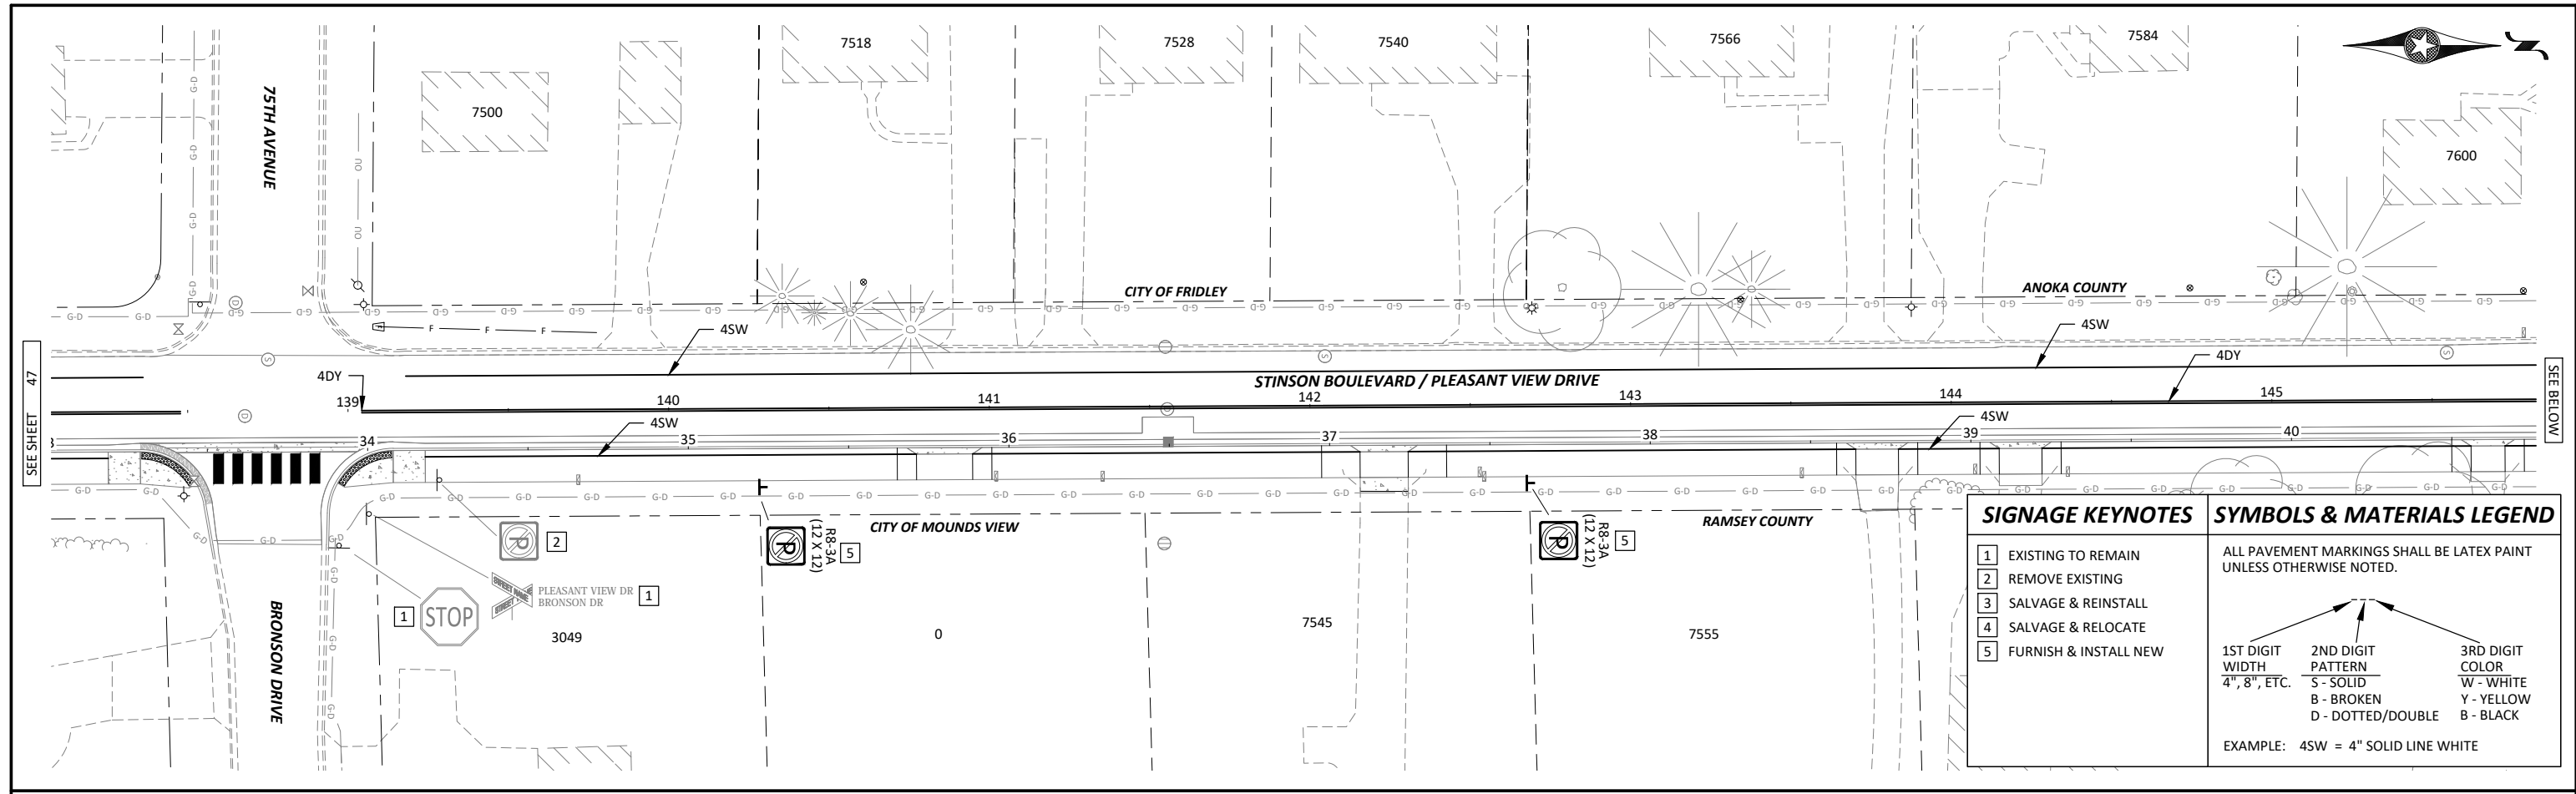 7518
7528
7540
7566
7584
7500
7600
75TH AVENUE
OU
OU
G-D
CITY OF FRIDLEY
ANOKA COUNTY
F F F
4SW
4SW
4DY
4DY
SEE SHEET 47
SEE BELOW
STINSON BOULEVARD / PLEASANT VIEW DRIVE
139 140 141 142 143 144 145
4SW
4SW
34 35 36 37 38 39 40
G-D G-D
CITY OF MOUNDS VIEW
RAMSEY COUNTY
2
R8-3A
(12 X 12)
5
R8-3A
(12 X 12)
5
STREET NAME
STREET NAME
PLEASANT VIEW DR
BRONSON DR
1
1
STOP
3049
0
7545
7555
BRONSON DRIVE
SIGNAGE KEYNOTES
1 EXISTING TO REMAIN
2 REMOVE EXISTING
3 SALVAGE & REINSTALL
4 SALVAGE & RELOCATE
5 FURNISH & INSTALL NEW
SYMBOLS & MATERIALS LEGEND
ALL PAVEMENT MARKINGS SHALL BE LATEX PAINT
UNLESS OTHERWISE NOTED.
1ST DIGIT
WIDTH
4", 8", ETC.
2ND DIGIT
PATTERN
S - SOLID
B - BROKEN
D - DOTTED/DOUBLE
3RD DIGIT
COLOR
W - WHITE
Y - YELLOW
B - BLACK
EXAMPLE: 4SW = 4" SOLID LINE WHITE